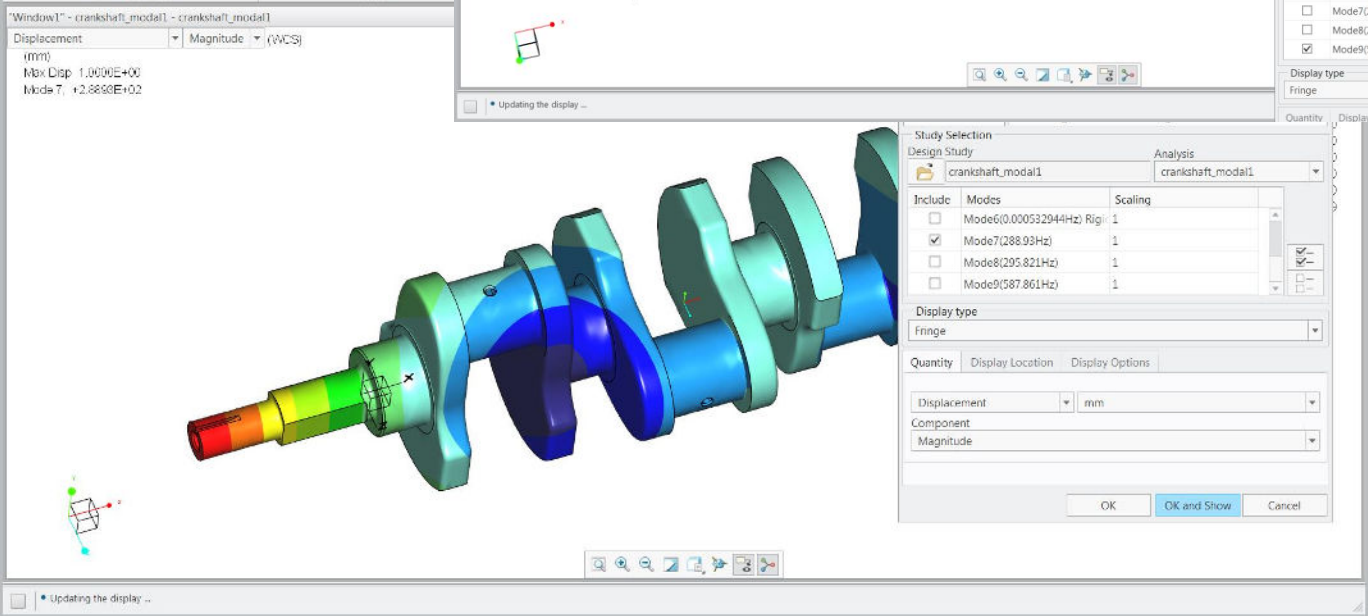 "Window1" - crankshaft_modal1 - crankshaft_modal1
Displacement Magnitude (WCS)
(mm)
Max Disp 1.0000E+00
Mode 7, +2.8893E+02
Mode7(
Mode8(
Mode9(
Display type
Fringe
Quantity Display
• Updating the display ...
Study Selection
Design Study
Analysis
crankshaft_modal1
crankshaft_modal1
Include Modes Scaling
Mode6(0.000532944Hz) Rigi 1
Mode7(288.93Hz) 1
Mode8(295.821Hz) 1
Mode9(587.861Hz) 1
Display type
Fringe
Quantity Display Location Display Options
Displacement mm
Component
Magnitude
OK OK and Show Cancel
• Updating the display ...